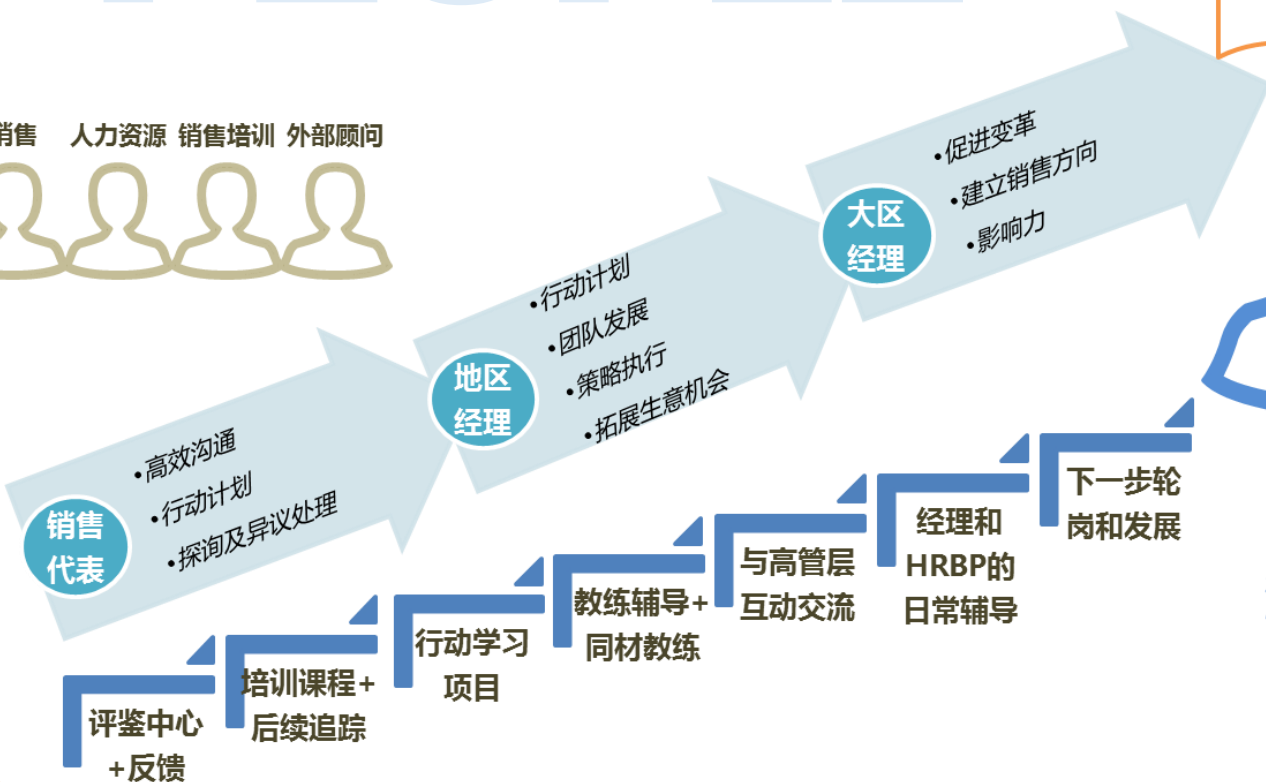 销售 人力资源 销售培训 外部顾问
•促进变革
•建立销售方向
•影响力
大区
经理
•行动计划
•团队发展
•策略执行
•拓展生意机会
地区
经理
•高效沟通
•行动计划
•探询及异议处理
销售
代表
下一步轮
岗和发展
经理和
HRBP的
日常辅导
与高管层
互动交流
教练辅导+
同材教练
行动学习
项目
培训课程+
后续追踪
评鉴中心
+反馈